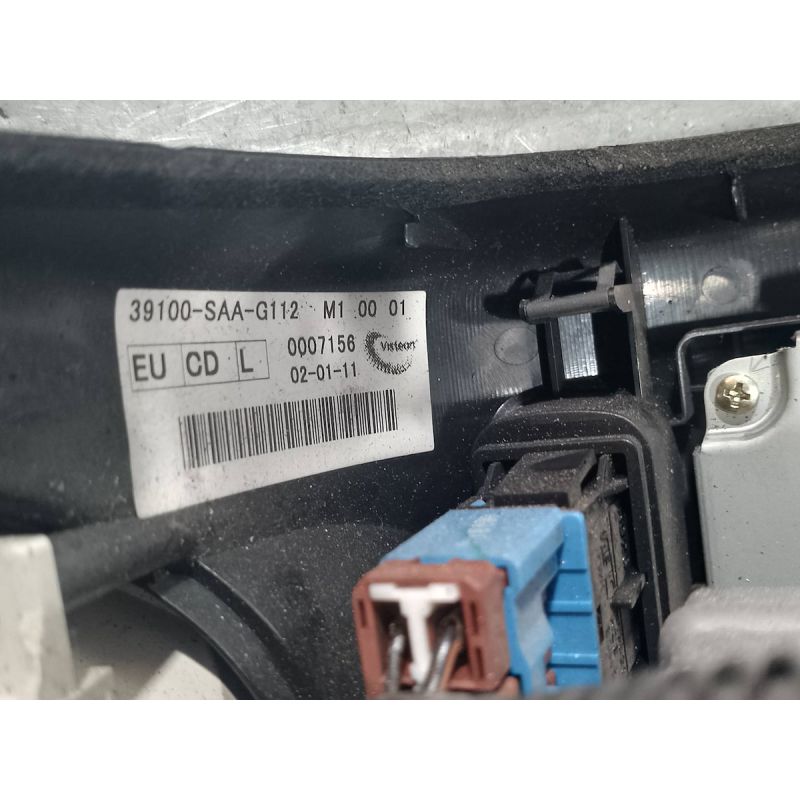 39100-SAA-G112 M1 00 01
EU CD L 0007156 Visteon
02-01-11